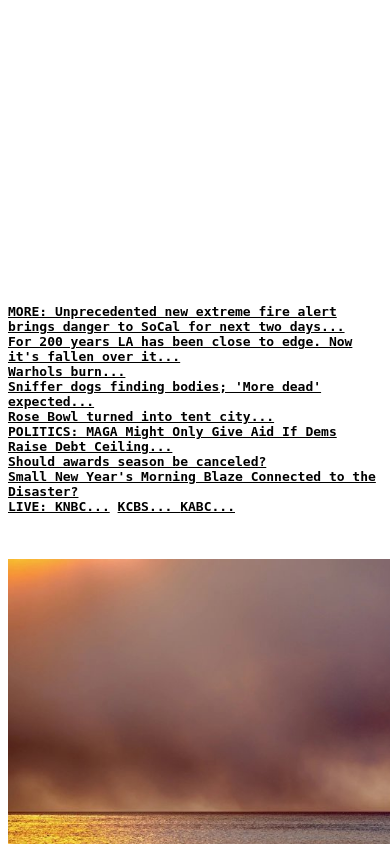 MORE: Unprecedented new extreme fire alert
brings danger to SoCal for next two days...
For 200 years LA has been close to edge. Now
it's fallen over it...
Warhols burn...
Sniffer dogs finding bodies; 'More dead'
expected...
Rose Bowl turned into tent city...
POLITICS: MAGA Might Only Give Aid If Dems
Raise Debt Ceiling...
Should awards season be canceled?
Small New Year's Morning Blaze Connected to the
Disaster?
LIVE: KNBC... KCBS... KABC...